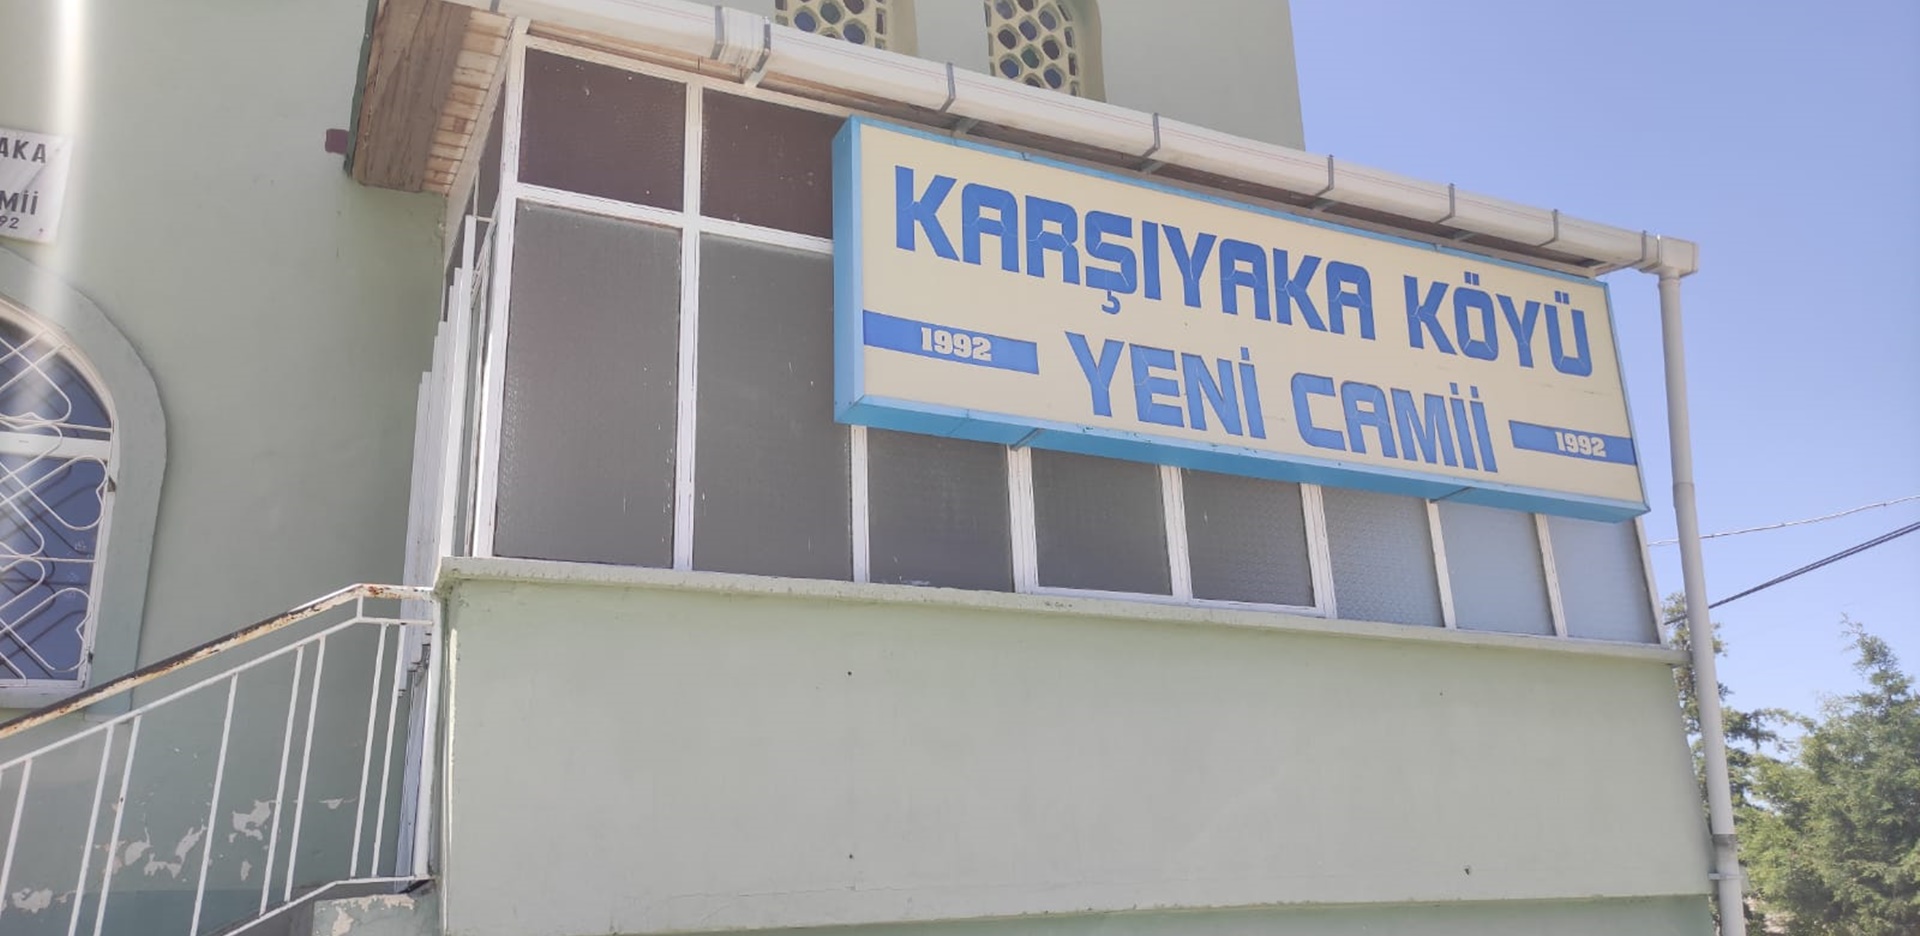 KARŞIYAKA KÖYÜ
1992 YENİ CAMİİ 1992